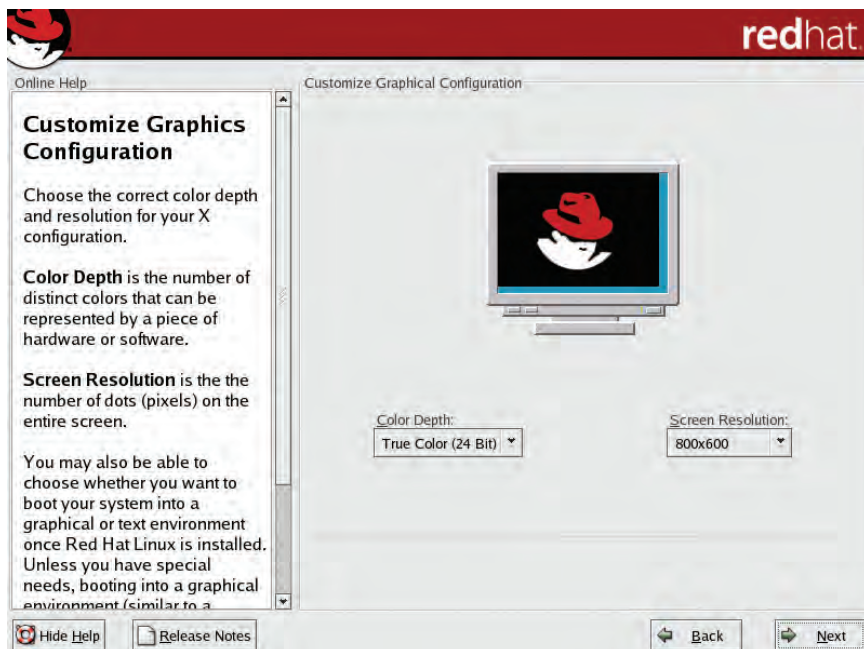 redhat.
Online Help
Customize Graphics
Configuration
Choose the correct color depth
and resolution for your X
configuration.
Color Depth is the number of
distinct colors that can be
represented by a piece of
hardware or software.
Screen Resolution is the the
number of dots (pixels) on the
entire screen.
You may also be able to
choose whether you want to
boot your system into a
graphical or text environment
once Red Hat Linux is installed.
Unless you have special
needs, booting into a graphical
environment (similar to a
Customize Graphical Configuration
Color Depth:
True Color (24 Bit)
Screen Resolution:
800x600
Hide Help
Release Notes
Back
Next